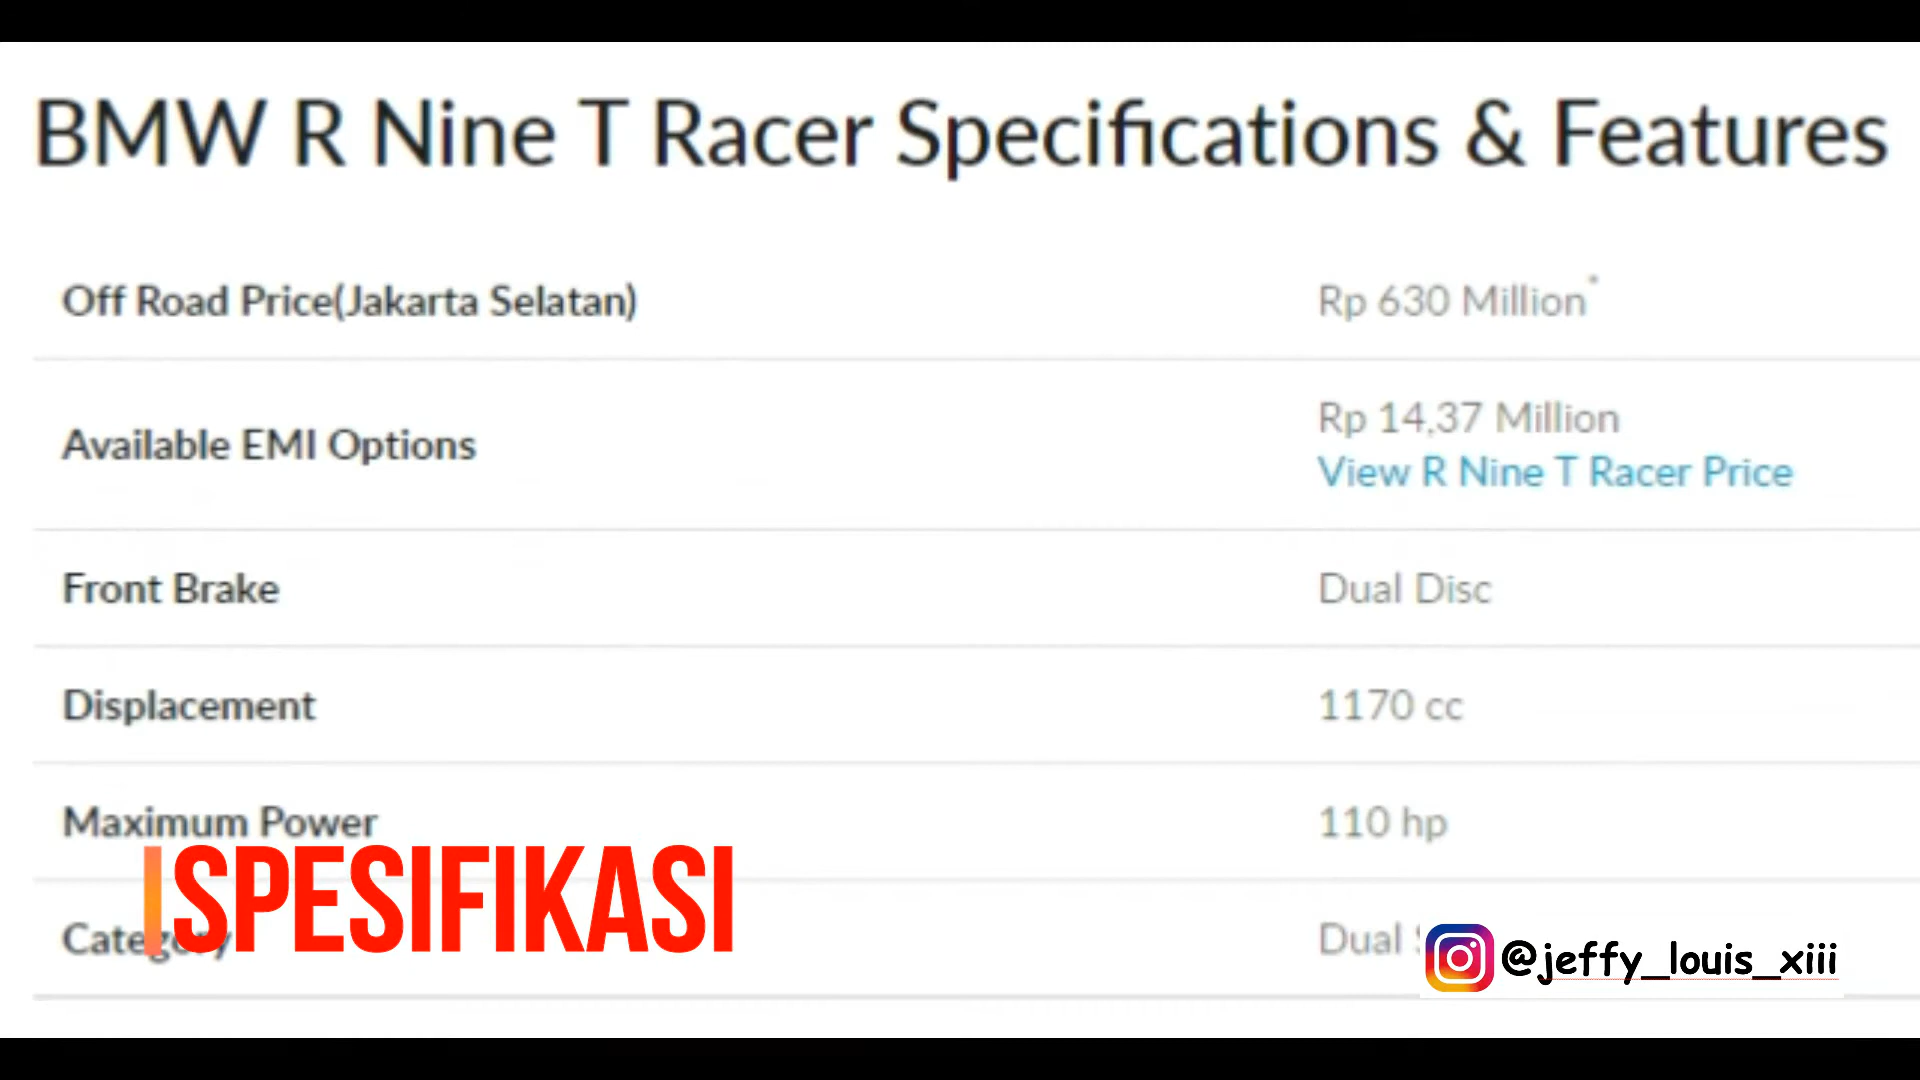 BMW R Nine T Racer Specifications & Features
Off Road Price(Jakarta Selatan) Rp 630 Million*
Available EMI Options Rp 14,37 Million
View R Nine T Racer Price
Front Brake Dual Disc
Displacement 1170 cc
Maximum Power 110 hp
SPESIFIKASI
Category Dual
@jeffy_louis_xiii